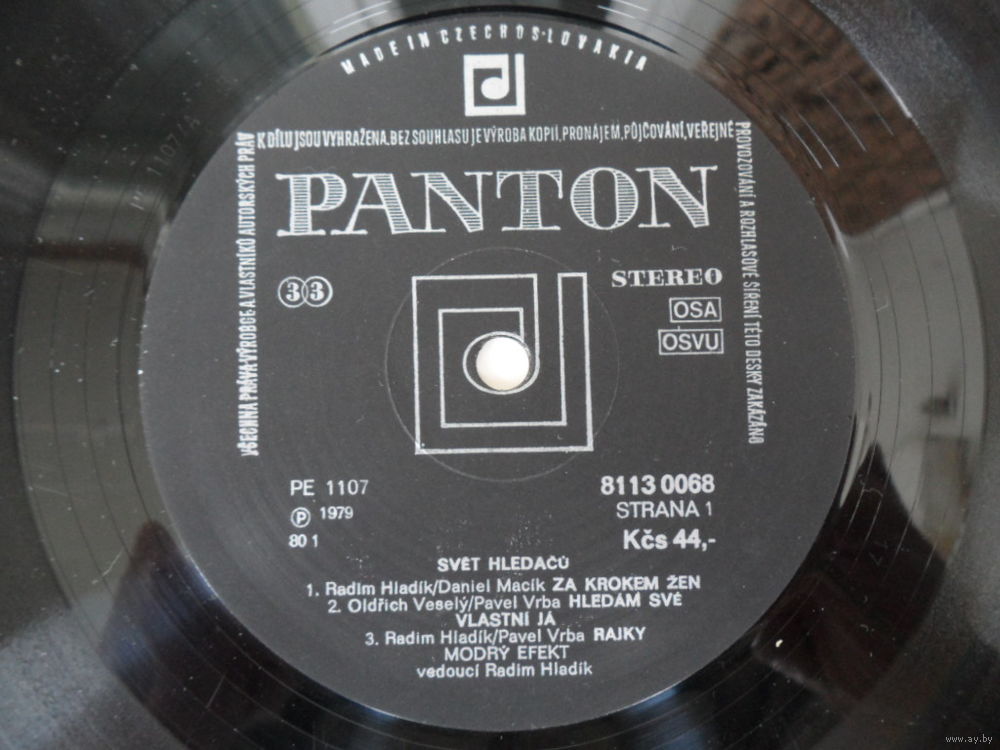 MADE IN CZECHOSLOVAKIA
VŠECHNA PRÁVA VÝROBCE A VLASTNÍKŮ AUTORSKÝCH PRÁV
K DÍLU JSOU VYHRAŽENA. BEZ SOUHLASU JE VÝROBA KOPIÍ, PRONÁJEM, PŮJČOVÁNÍ, VEŘEJNÉ
PROVOZOVÁNÍ A ROZHLASOVÉ ŠÍŘENÍ TÉTO DESKY ZAKÁZÁNO
PANTON
33
STEREO
OSA
OSVU
PE 1107
8113 0068
Ⓟ 1979
STRANA 1
80 1
Kčs 44,-
SVĚT HLEDAČŮ
1. Radim Hladík/Daniel Macík ZA KROKEM ŽEN
2. Oldřich Veselý/Pavel Vrba HLEDÁM SVÉ
VLASTNÍ JÁ
3. Radim Hladík/Pavel Vrba RAJKY
MODRÝ EFEKT
vedoucí Radim Hladík
www.ay.by